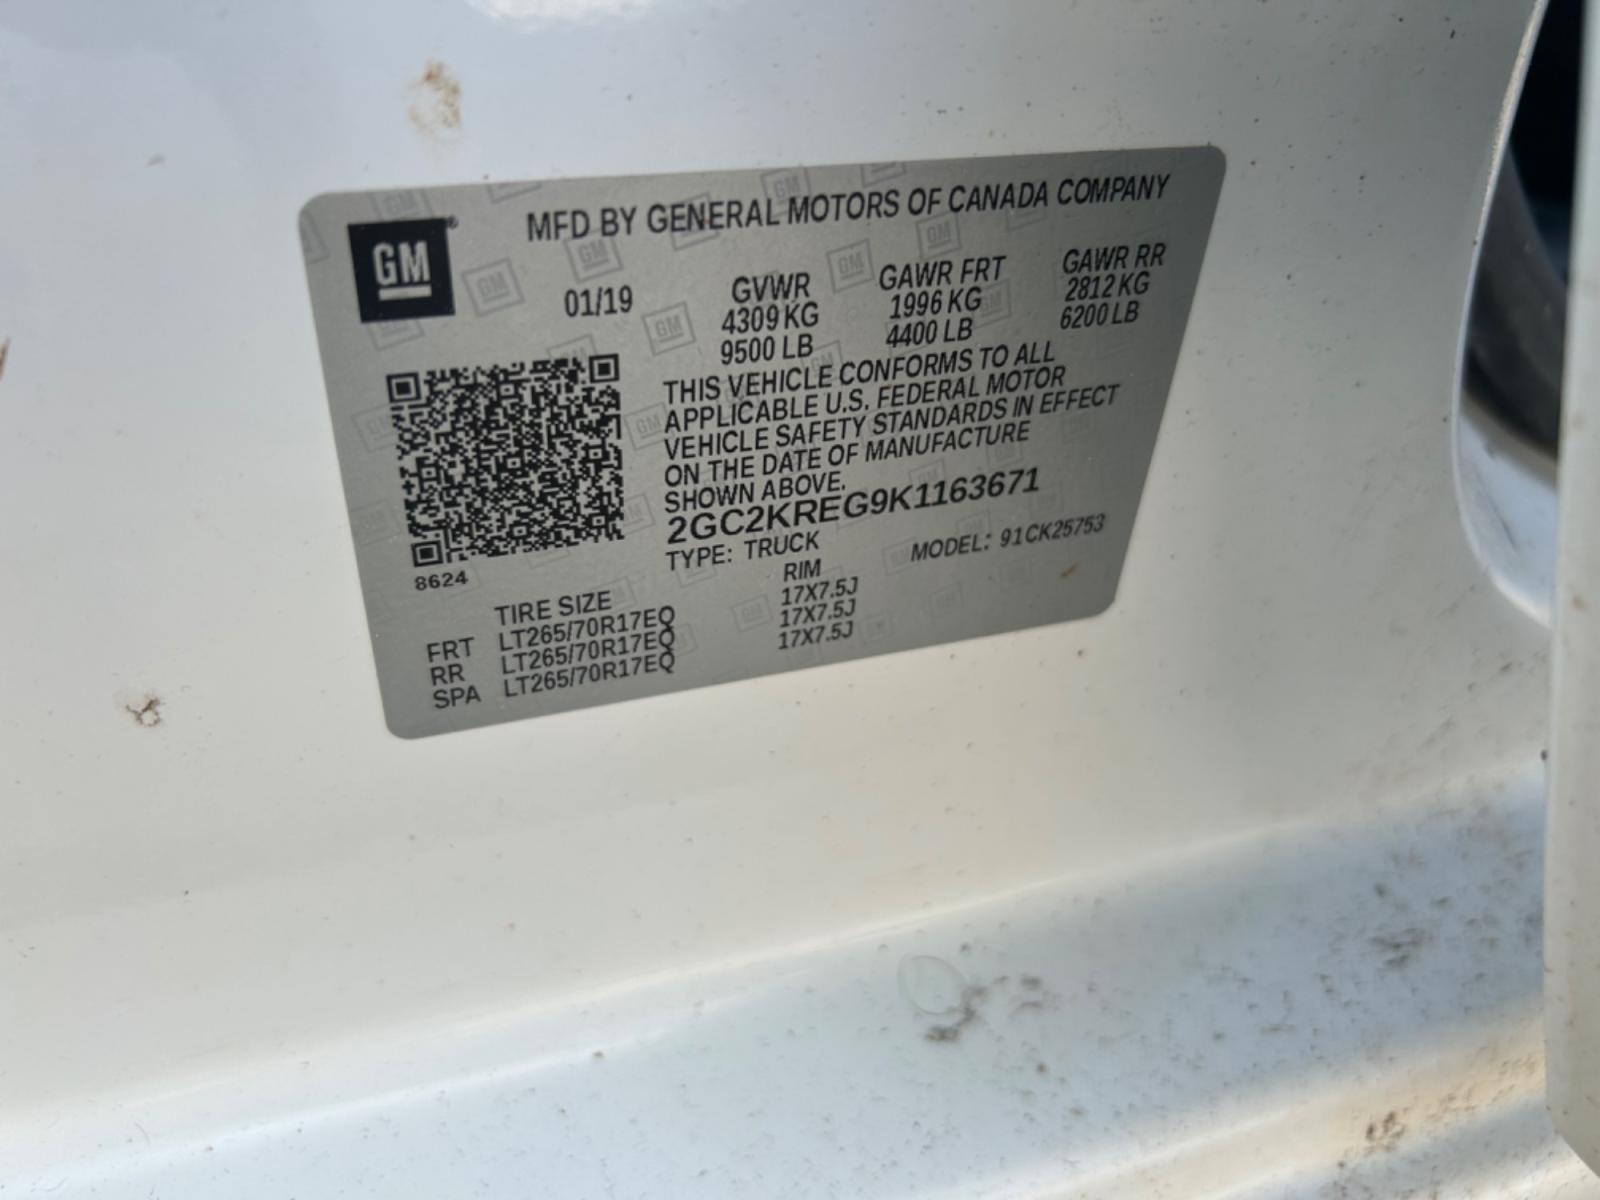 GM®
MFD BY GENERAL MOTORS OF CANADA COMPANY
01/19
GVWR
4309 KG
9500 LB
GAWR FRT
1996 KG
4400 LB
GAWR RR
2812 KG
6200 LB
THIS VEHICLE CONFORMS TO ALL
APPLICABLE U.S. FEDERAL MOTOR
VEHICLE SAFETY STANDARDS IN EFFECT
ON THE DATE OF MANUFACTURE
SHOWN ABOVE.
2GC2KREG9K1163671
TYPE: TRUCK
MODEL: 91CK25753
8624
TIRE SIZE RIM
FRT LT265/70R17EQ 17X7.5J
RR LT265/70R17EQ 17X7.5J
SPA LT265/70R17EQ 17X7.5J